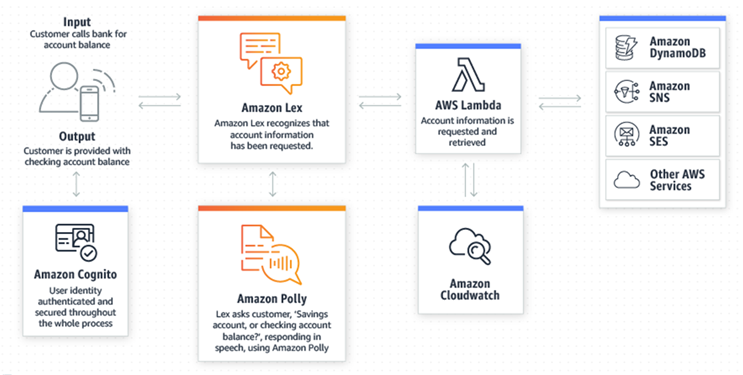 Input
Customer calls bank for
account balance
Output
Customer is provided with
checking account balance
Amazon Cognito
User identity
authenticated and
secured throughout
the whole process
Amazon Lex
Amazon Lex recognizes that
account information
has been requested.
Amazon Polly
Lex asks customer, ‘Savings
account, or checking account
balance?’, responding in
speech, using Amazon Polly
AWS Lambda
Account information is
requested and
retrieved
Amazon
Cloudwatch
Amazon
DynamoDB
Amazon
SNS
Amazon
SES
Other AWS
Services